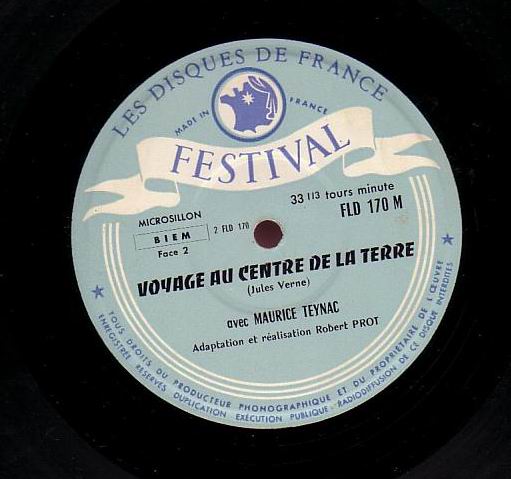 LES DISQUES DE FRANCE
MADE IN FRANCE
FESTIVAL
33 1/3 tours minute
FLD 170 M
MICROSILLON
BIEM
Face 2
2 FLD 170
VOYAGE AU CENTRE DE LA TERRE
(Jules Verne)
avec MAURICE TEYNAC
Adaptation et réalisation Robert PROT
★ TOUS DROITS DU PRODUCTEUR PHONOGRAPHIQUE ET DU PROPRIETAIRE DE L'ŒUVRE ★
ENREGISTRÉE RÉSERVÉS DUPLICATION EXÉCUTION PUBLIQUE - RADIODIFFUSION DE CE DISQUE INTERDITES